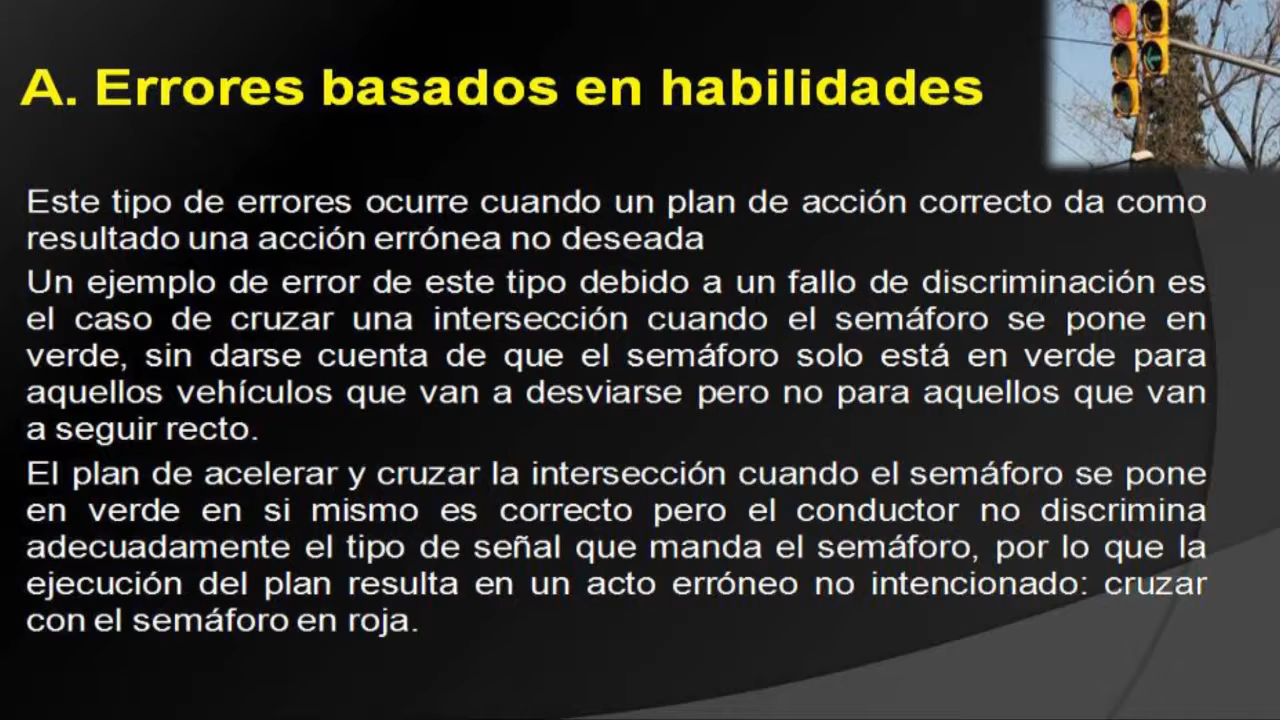 A. Errores basados en habilidades
Este tipo de errores ocurre cuando un plan de acción correcto da como
resultado una acción errónea no deseada
Un ejemplo de error de este tipo debido a un fallo de discriminación es
el caso de cruzar una intersección cuando el semáforo se pone en
verde, sin darse cuenta de que el semáforo solo está en verde para
aquellos vehículos que van a desviarse pero no para aquellos que van
a seguir recto.
El plan de acelerar y cruzar la intersección cuando el semáforo se pone
en verde en si mismo es correcto pero el conductor no discrimina
adecuadamente el tipo de señal que manda el semáforo, por lo que la
ejecución del plan resulta en un acto erróneo no intencionado: cruzar
con el semáforo en roja.